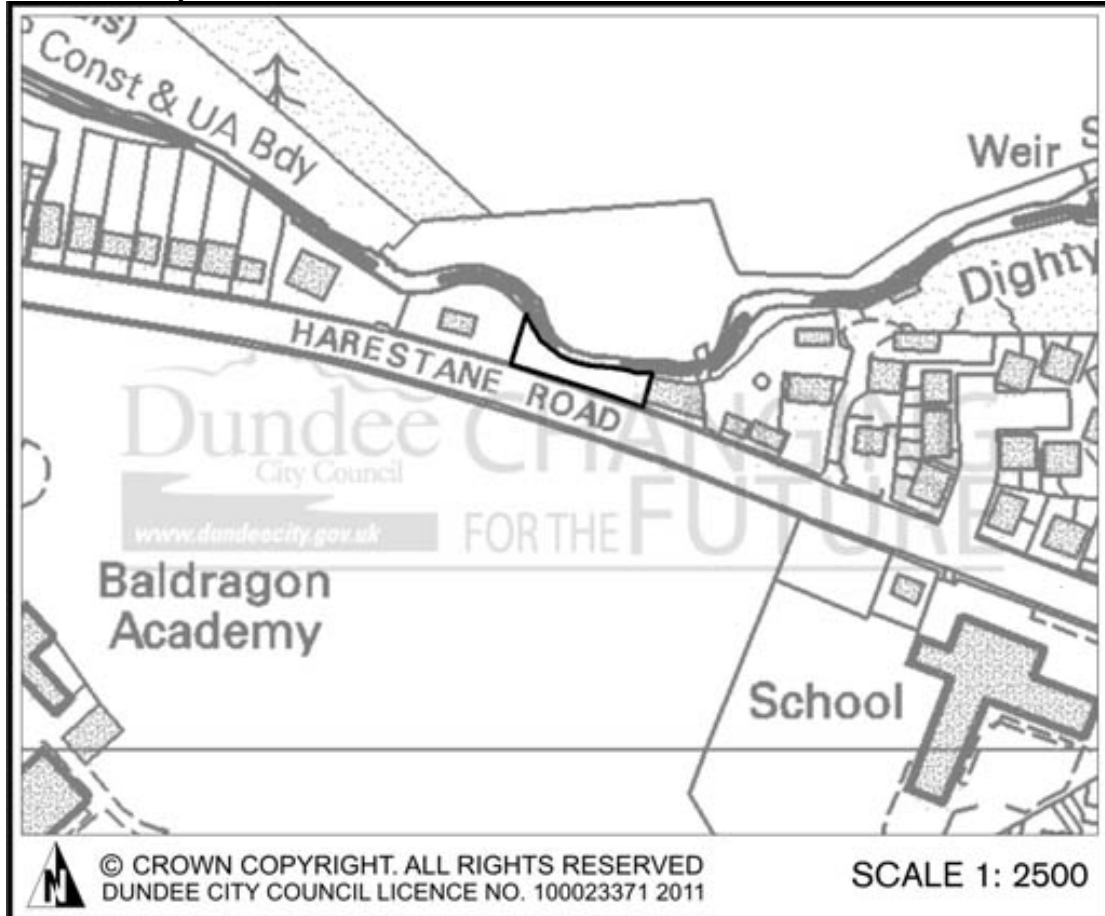 Const & UA Bdy
Weir
Dighty
HARESTANE ROAD
Dundee
City Council
www.dundeecity.gov.uk
CHANGING
FOR THE FUTURE
Baldragon
Academy
School
N
© CROWN COPYRIGHT. ALL RIGHTS RESERVED
DUNDEE CITY COUNCIL LICENCE NO. 100023371 2011
SCALE 1: 2500